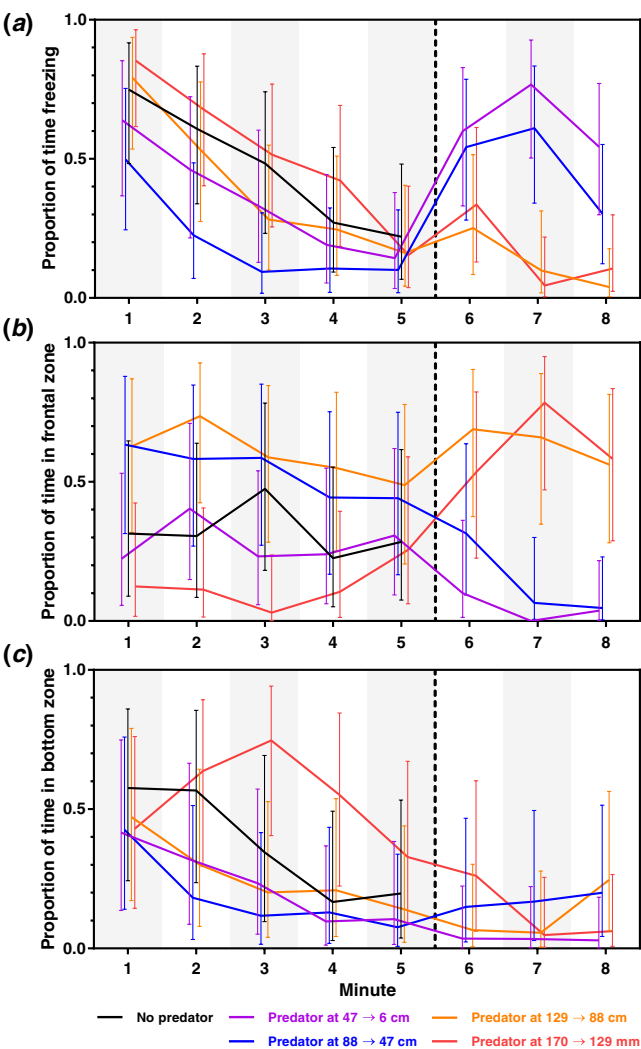 (a)
Proportion of time freezing
1.0
0.5
0.0
1 2 3 4 5 6 7 8
(b)
Proportion of time in frontal zone
1.0
0.5
0.0
1 2 3 4 5 6 7 8
(c)
Proportion of time in bottom zone
1.0
0.5
0.0
1 2 3 4 5 6 7 8
Minute
No predator
Predator at 47 → 6 cm
Predator at 129 → 88 cm
Predator at 88 → 47 cm
Predator at 170 → 129 mm